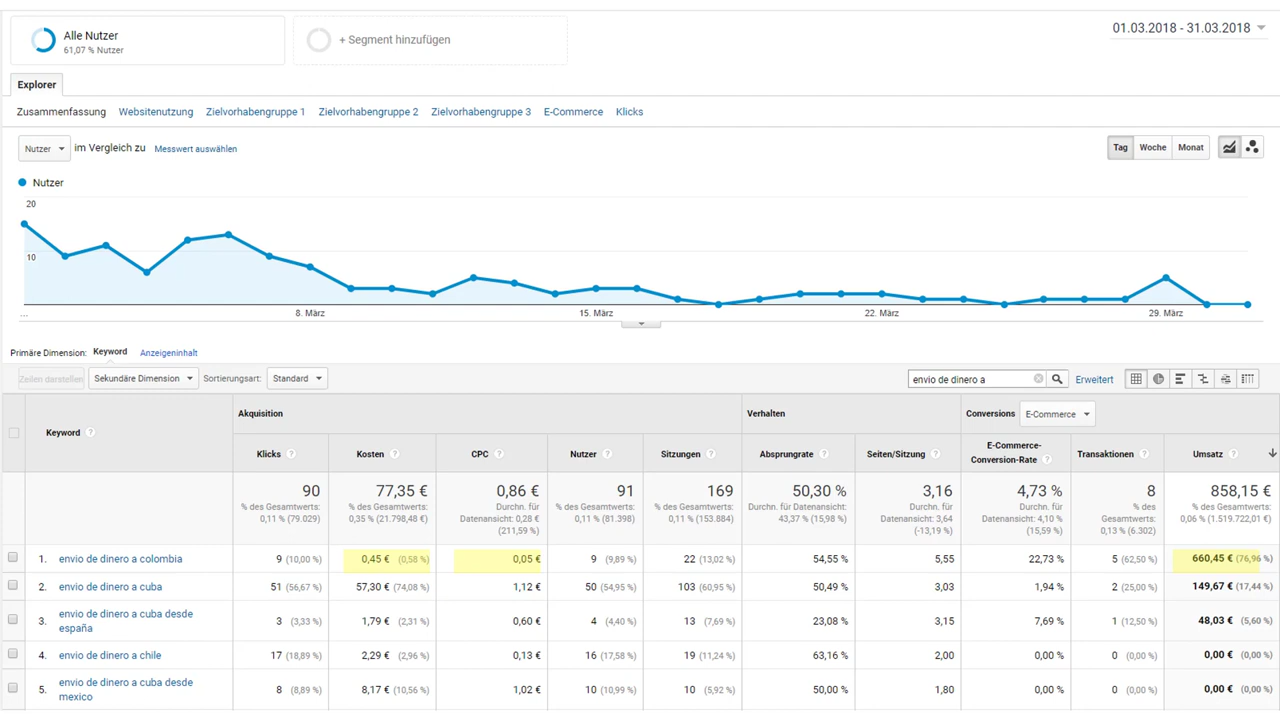 Alle Nutzer
61,07 % Nutzer
+ Segment hinzufügen
01.03.2018 - 31.03.2018
Explorer
Zusammenfassung Websitenutzung Zielvorhabengruppe 1 Zielvorhabengruppe 2 Zielvorhabengruppe 3 E-Commerce Klicks
Nutzer im Vergleich zu Messwert auswählen
Tag Woche Monat
Nutzer
20
10
... 8. März 15. März 22. März 29. März
Primäre Dimension: Keyword Anzeigeninhalt
Zeilen darstellen Sekundäre Dimension Sortierungsart: Standard envio de dinero a Erweitert
Keyword ? Akquisition Verhalten Conversions E-Commerce
Klicks ? Kosten ? CPC ? Nutzer ? Sitzungen ? Absprungrate ? Seiten/Sitzung ? E-Commerce-Conversion-Rate ? Transaktionen ? Umsatz ?
90 77,35 € 0,86 € 91 169 50,30 % 3,16 4,73 % 8 858,15 €
% des Gesamtwerts: 0,11 % (79.029) % des Gesamtwerts: 0,35 % (21.798,48 €) Durchn. für Datenansicht: 0,28 € (211,59 %) % des Gesamtwerts: 0,11 % (81.398) % des Gesamtwerts: 0,11 % (153.884) Durchn. für Datenansicht: 43,37 % (15,98 %) Durchn. für Datenansicht: 3,64 (-13,19 %) Durchn. für Datenansicht: 4,10 % (15,59 %) % des Gesamtwerts: 0,13 % (6.302) % des Gesamtwerts: 0,06 % (1.519.722,01 €)
1. envio de dinero a colombia 9 (10,00 %) 0,45 € (0,58 %) 0,05 € 9 (9,89 %) 22 (13,02 %) 54,55 % 5,55 22,73 % 5 (62,50 %) 660,45 € (76,96 %)
2. envio de dinero a cuba 51 (56,67 %) 57,30 € (74,08 %) 1,12 € 50 (54,95 %) 103 (60,95 %) 50,49 % 3,03 1,94 % 2 (25,00 %) 149,67 € (17,44 %)
3. envio de dinero a cuba desde españa 3 (3,33 %) 1,79 € (2,31 %) 0,60 € 4 (4,40 %) 13 (7,69 %) 23,08 % 3,15 7,69 % 1 (12,50 %) 48,03 € (5,60 %)
4. envio de dinero a chile 17 (18,89 %) 2,29 € (2,96 %) 0,13 € 16 (17,58 %) 19 (11,24 %) 63,16 % 2,00 0,00 % 0 (0,00 %) 0,00 € (0,00 %)
5. envio de dinero a cuba desde mexico 8 (8,89 %) 8,17 € (10,56 %) 1,02 € 10 (10,99 %) 10 (5,92 %) 50,00 % 1,80 0,00 % 0 (0,00 %) 0,00 € (0,00 %)